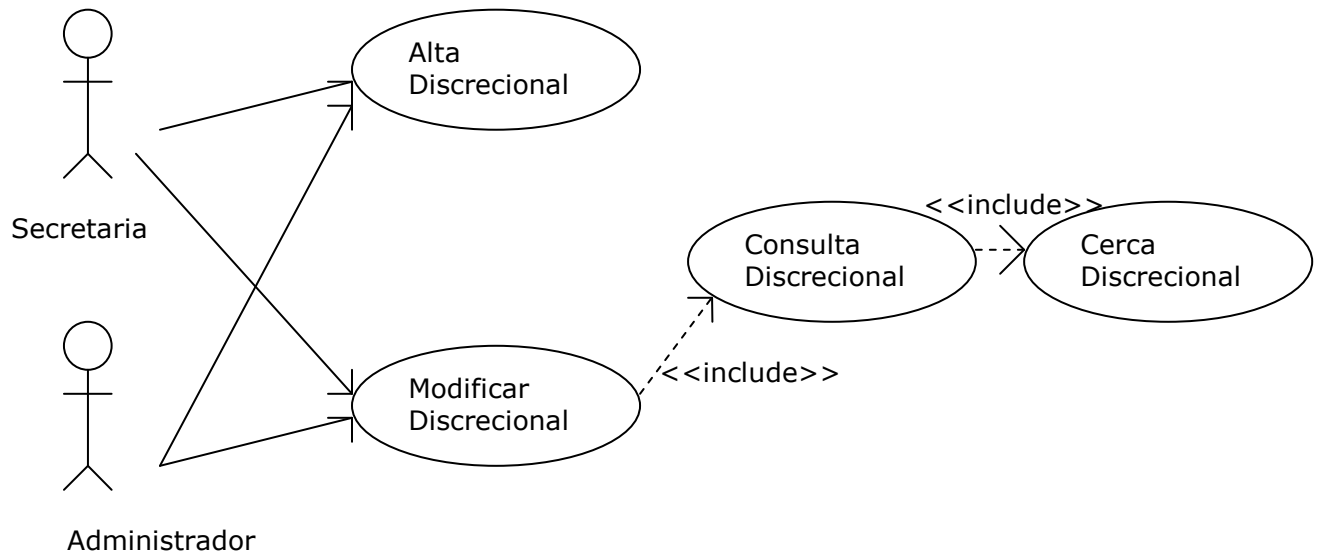 Alta
Discrecional
Secretaria
<<include>>
Consulta
Discrecional
Cerca
Discrecional
<<include>>
Modificar
Discrecional
Administrador